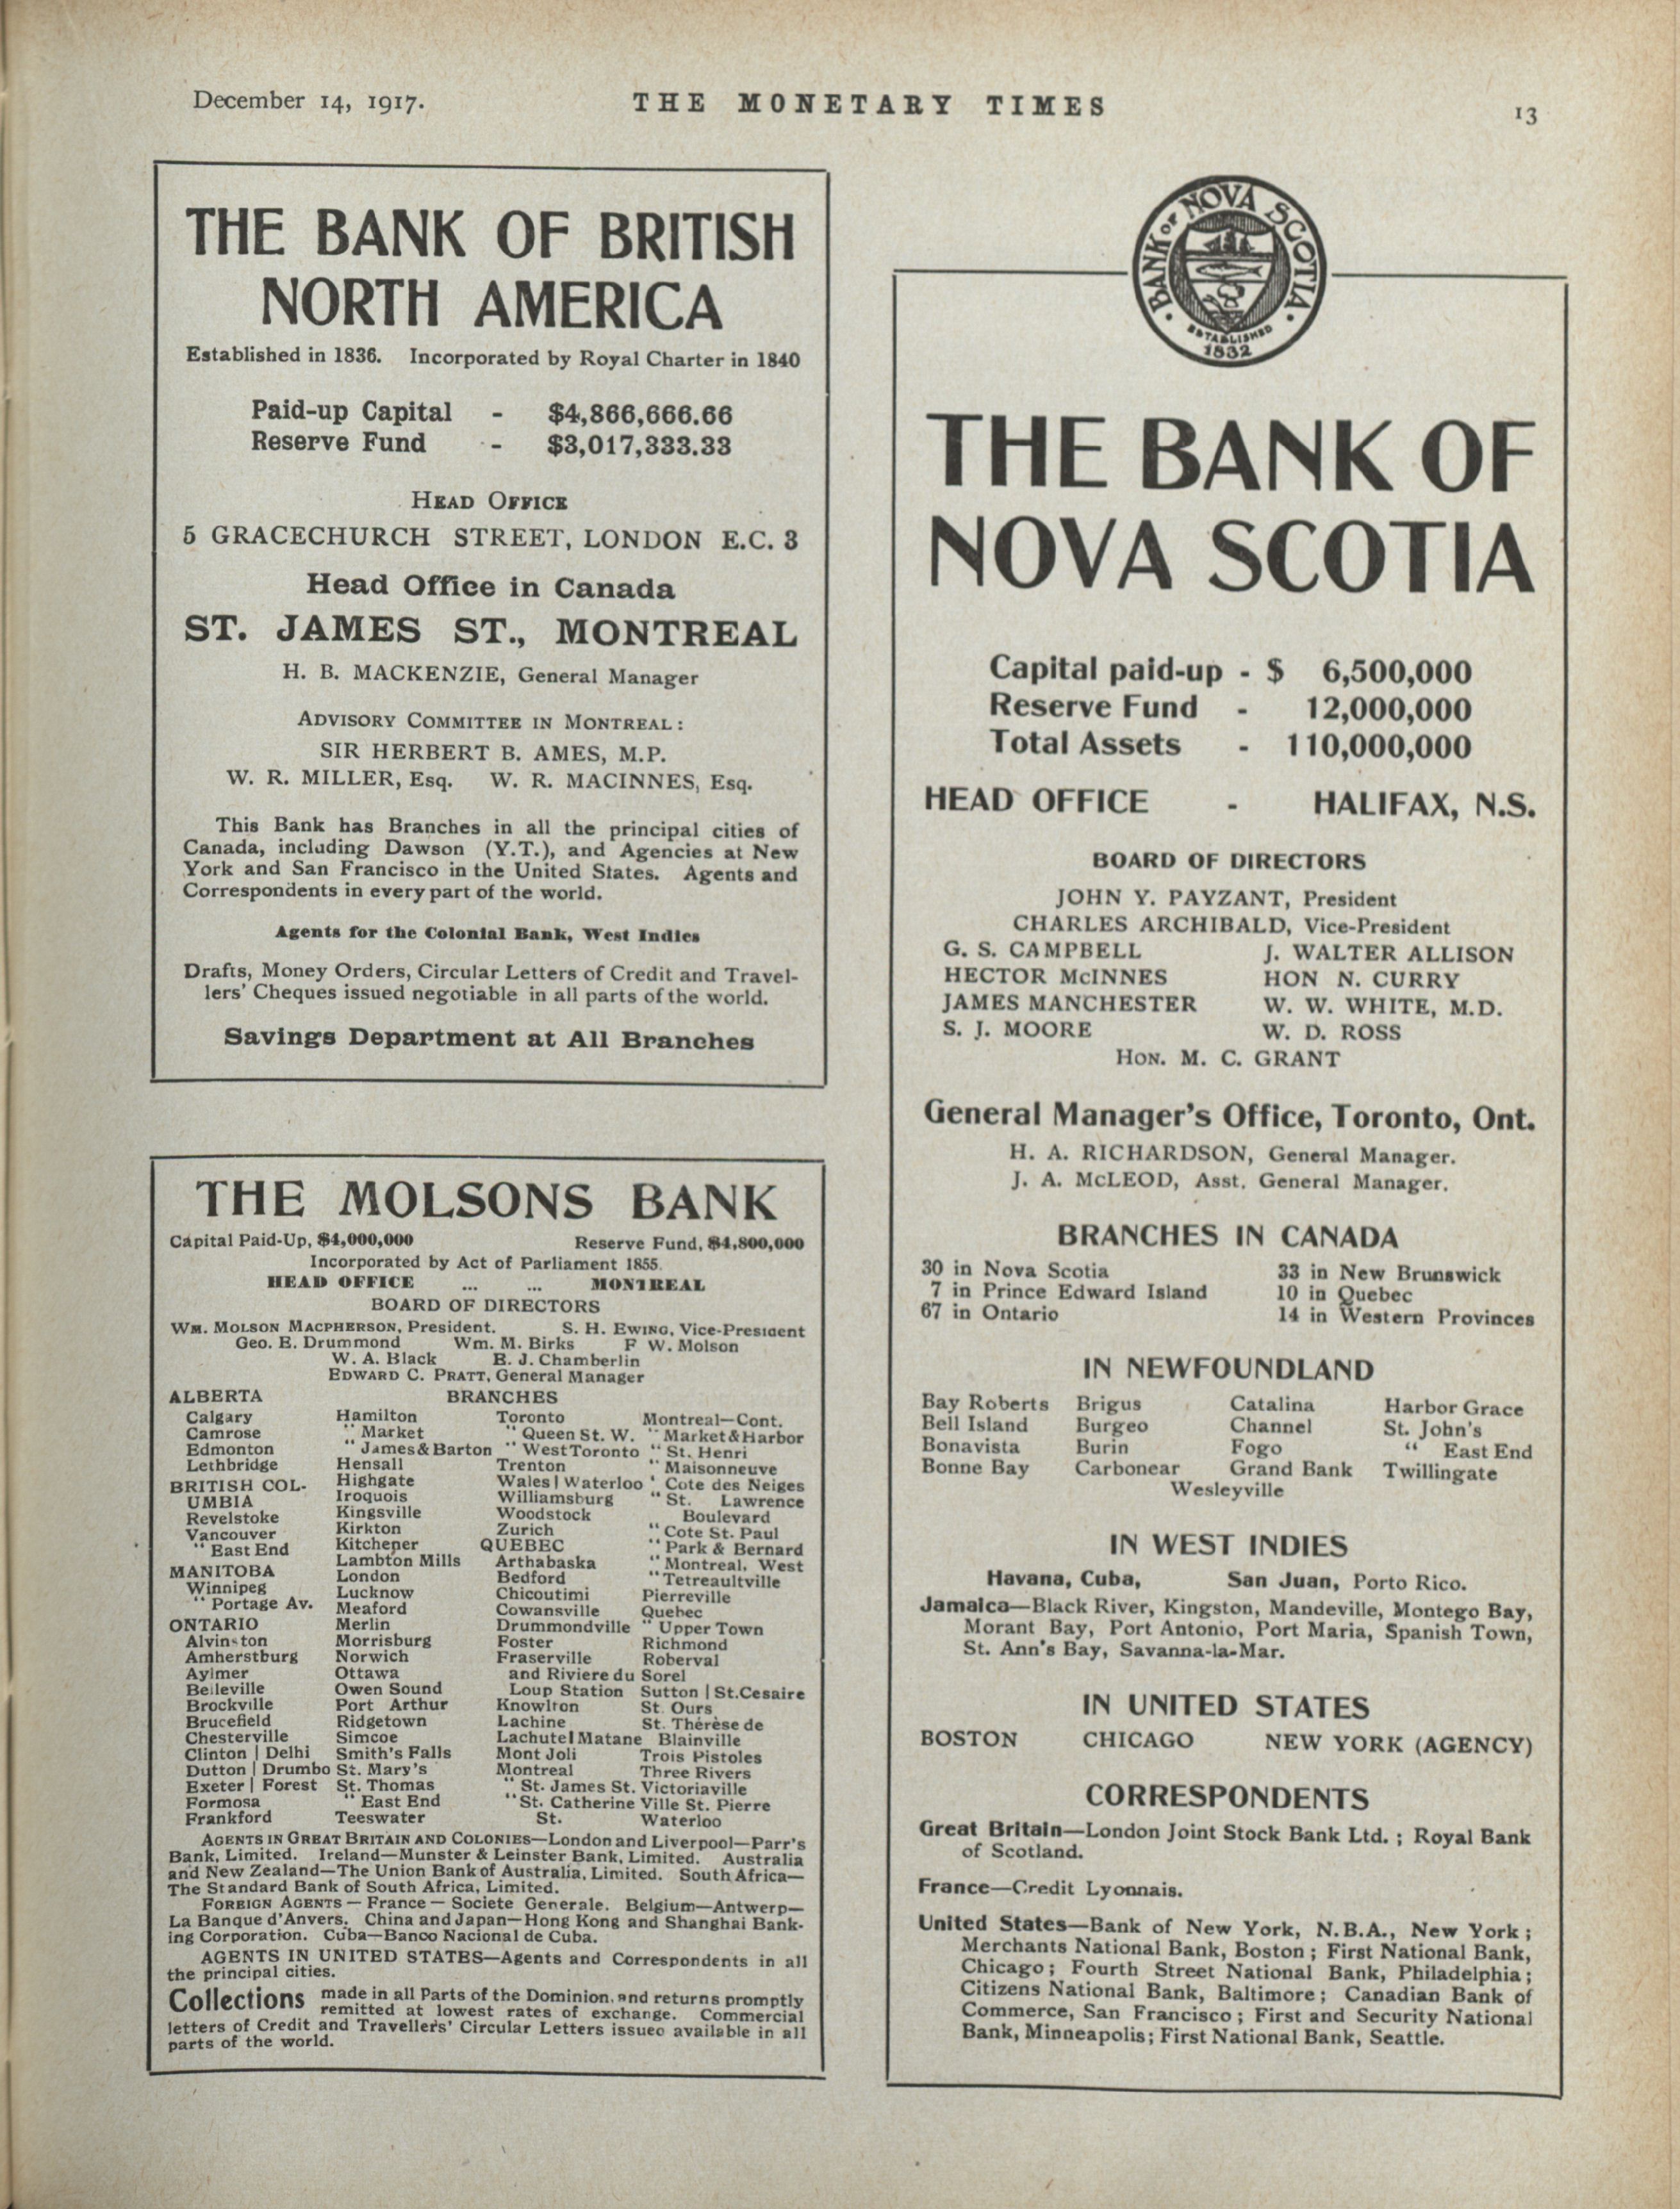 December 14, 1917.
THE MONETARY TIMES
13
THE BANK OF BRITISH
NORTH AMERICA
Established in 1836. Incorporated by Royal Charter in 1840
Paid-up Capital - $4,866,666.66
Reserve Fund - $3,017,333.33
HEAD OFFICE
5 GRACECHURCH STREET, LONDON E.C. 3
Head Office in Canada
ST. JAMES ST., MONTREAL
H. B. MACKENZIE, General Manager
ADVISORY COMMITTEE IN MONTREAL:
SIR HERBERT B. AMES, M.P.
W. R. MILLER, Esq. W. R. MACINNES, Esq.
This Bank has Branches in all the principal cities of
Canada, including Dawson (Y.T.), and Agencies at New
York and San Francisco in the United States. Agents and
Correspondents in every part of the world.
Agents for the Colonial Bank, West Indies
Drafts, Money Orders, Circular Letters of Credit and Travel-
lers' Cheques issued negotiable in all parts of the world.
Savings Department at All Branches
THE MOLSONS BANK
Capital Paid-Up, $4,000,000 Reserve Fund, $4,800,000
Incorporated by Act of Parliament 1855.
HEAD OFFICE ... ... MONTREAL
BOARD OF DIRECTORS
WM. MOLSON MACPHERSON, President. S. H. EWING, Vice-President
Geo. E. Drummond Wm. M. Birks F W. Molson
W. A. Black E. J. Chamberlin
EDWARD C. PRATT, General Manager
BRANCHES
ALBERTA
Calgary
Camrose
Edmonton
Lethbridge
BRITISH COL-
UMBIA
Revelstoke
Vancouver
" East End
MANITOBA
Winnipeg
" Portage Av.
ONTARIO
Alvinston
Amherstburg
Aylmer
Belleville
Brockville
Brucefield
Chesterville
Clinton | Delhi
Dutton | Drumbo
Exeter | Forest
Formosa
Frankford
Hamilton
" Market
" James & Barton
Hensall
Highgate
Iroquois
Kingsville
Kirkton
Kitchener
Lambton Mills
London
Lucknow
Meaford
Merlin
Morrisburg
Norwich
Ottawa
Owen Sound
Port Arthur
Ridgetown
Simcoe
Smith's Falls
St. Mary's
St. Thomas
" East End
Teeswater
Toronto
" Queen St. W.
" West Toronto
Trenton
Wales | Waterloo
Williamsburg
Woodstock
Zurich
QUEBEC
Arthabaska
Bedford
Chicoutimi
Cowansville
Drummondville
Foster
Fraserville
and Riviere du
Loup Station
Knowlton
Lachine
Lachute | Matane
Mont Joli
Montreal
" St. James St.
" St. Catherine
St.
Montreal—Cont.
" Market & Harbor
" St. Henri
" Maisonneuve
" Cote des Neiges
" St. Lawrence
Boulevard
" Cote St. Paul
" Park & Bernard
" Montreal, West
" Tetreaultville
Pierreville
Quebec
" Upper Town
Richmond
Roberval
Sorel
Sutton | St. Cesaire
St. Ours
St. Thérèse de
Blainville
Trois Pistoles
Three Rivers
Victoriaville
Ville St. Pierre
Waterloo
AGENTS IN GREAT BRITAIN AND COLONIES—London and Liverpool—Parr's
Bank, Limited. Ireland—Munster & Leinster Bank, Limited. Australia
and New Zealand—The Union Bank of Australia, Limited. South Africa—
The Standard Bank of South Africa, Limited.
FOREIGN AGENTS — France — Societe Generale. Belgium—Antwerp—
La Banque d'Anvers. China and Japan—Hong Kong and Shanghai Bank-
ing Corporation. Cuba—Banco Nacional de Cuba.
AGENTS IN UNITED STATES—Agents and Correspondents in all
the principal cities.
Collections made in all Parts of the Dominion, and returns promptly
remitted at lowest rates of exchange. Commercial
letters of Credit and Travellers' Circular Letters issued available in all
parts of the world.
BANK OF NOVA SCOTIA
ESTABLISHED
1832
THE BANK OF
NOVA SCOTIA
Capital paid-up - $ 6,500,000
Reserve Fund - 12,000,000
Total Assets - 110,000,000
HEAD OFFICE - HALIFAX, N.S.
BOARD OF DIRECTORS
JOHN Y. PAYZANT, President
CHARLES ARCHIBALD, Vice-President
G. S. CAMPBELL J. WALTER ALLISON
HECTOR McINNES HON N. CURRY
JAMES MANCHESTER W. W. WHITE, M.D.
S. J. MOORE W. D. ROSS
HON. M. C. GRANT
General Manager's Office, Toronto, Ont.
H. A. RICHARDSON, General Manager.
J. A. McLEOD, Asst. General Manager.
BRANCHES IN CANADA
30 in Nova Scotia 33 in New Brunswick
7 in Prince Edward Island 10 in Quebec
67 in Ontario 14 in Western Provinces
IN NEWFOUNDLAND
Bay Roberts Brigus Catalina Harbor Grace
Bell Island Burgeo Channel St. John's
Bonavista Burin Fogo " East End
Bonne Bay Carbonear Grand Bank Twillingate
Wesleyville
IN WEST INDIES
Havana, Cuba, San Juan, Porto Rico.
Jamaica—Black River, Kingston, Mandeville, Montego Bay,
Morant Bay, Port Antonio, Port Maria, Spanish Town,
St. Ann's Bay, Savanna-la-Mar.
IN UNITED STATES
BOSTON CHICAGO NEW YORK (AGENCY)
CORRESPONDENTS
Great Britain—London Joint Stock Bank Ltd. ; Royal Bank
of Scotland.
France—Credit Lyonnais.
United States—Bank of New York, N.B.A., New York ;
Merchants National Bank, Boston ; First National Bank,
Chicago ; Fourth Street National Bank, Philadelphia ;
Citizens National Bank, Baltimore ; Canadian Bank of
Commerce, San Francisco ; First and Security National
Bank, Minneapolis ; First National Bank, Seattle.